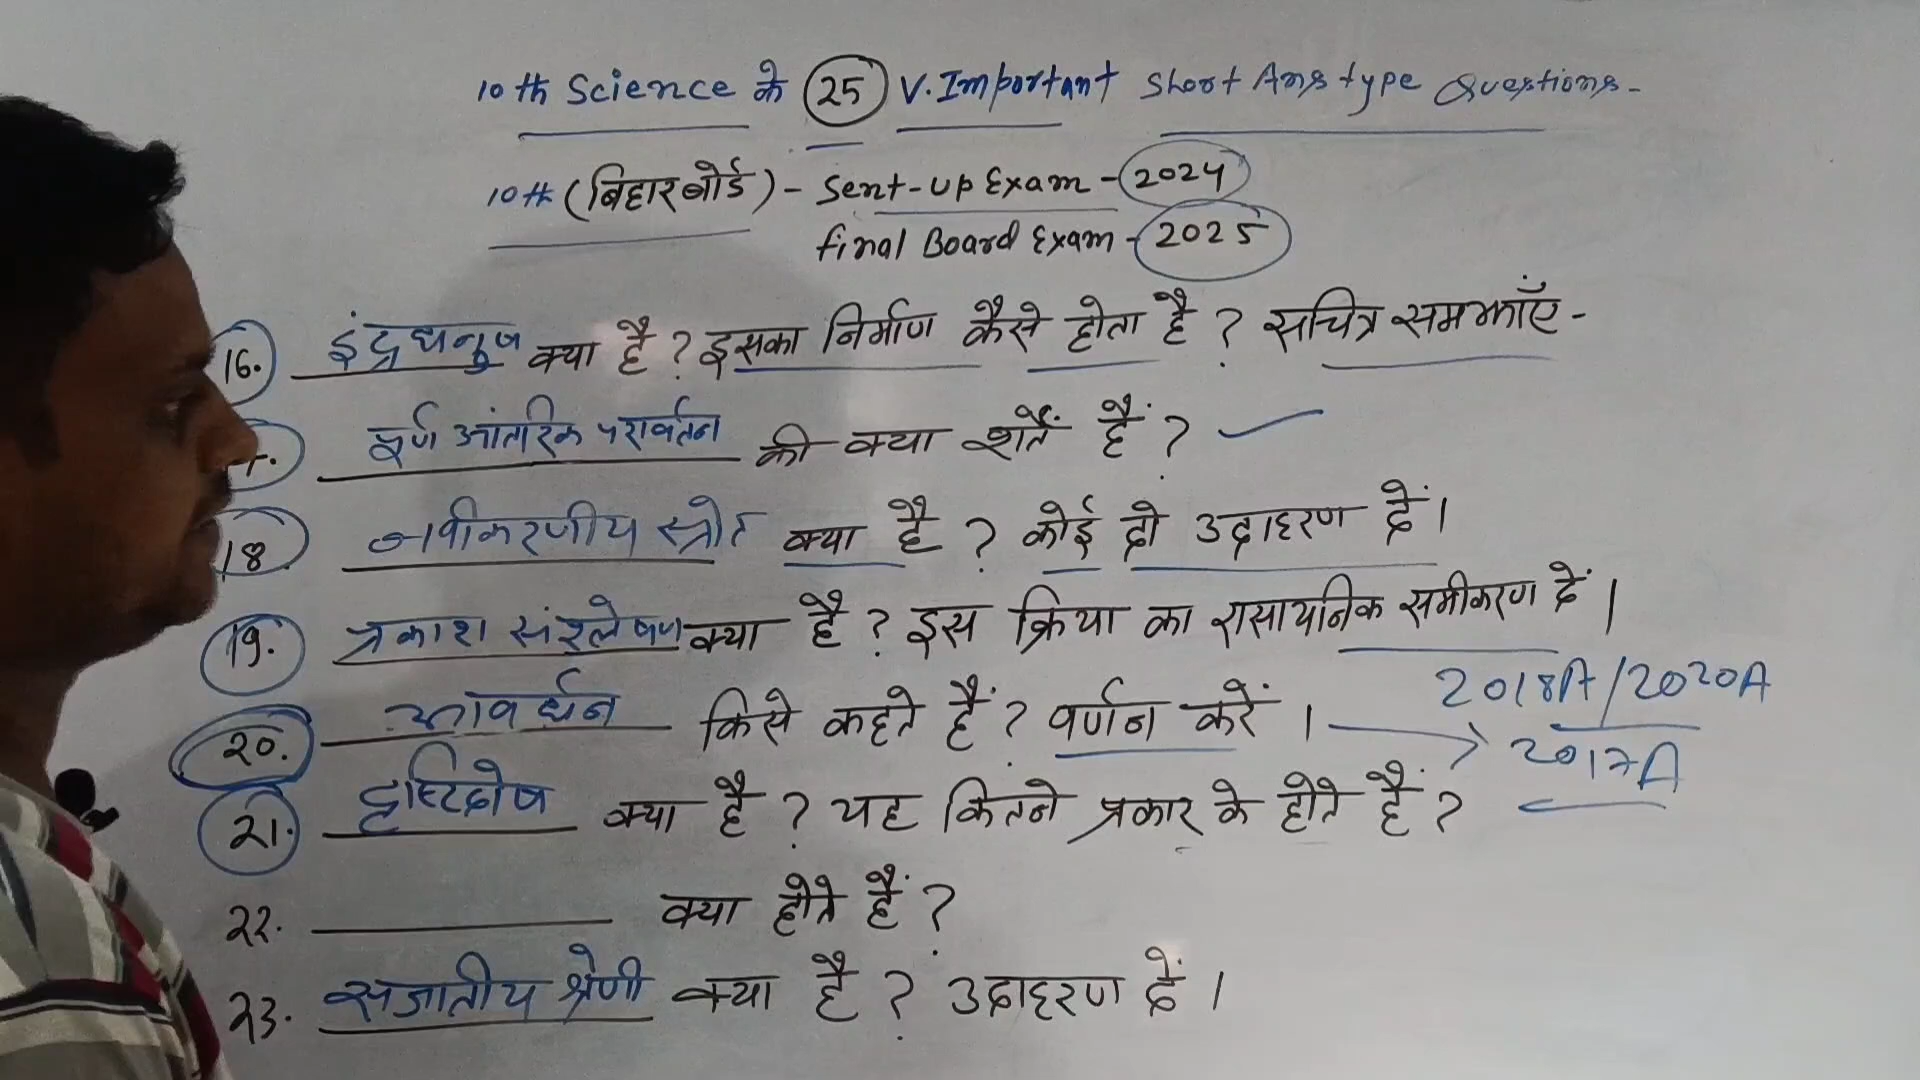 10th Science के 25 V. Important Short Ans type Questions-
10th (बिहार बोर्ड) - Sent-up Exam - 2024
final Board Exam - 2025
16. इंद्रधनुष क्या है ? इसका निर्माण कैसे होता है ? सचित्र समझाएँ -
पूर्ण आंतरिक परावर्तन की क्या शर्तें हैं ?
18 नवीकरणीय स्त्रोत क्या है ? कोई दो उदाहरण दें।
19. प्रकाश संश्लेषण क्या है ? इस क्रिया का रासायनिक समीकरण दें।
20. आवर्धन किसे कहते हैं ? वर्णन करें । 2018A/2020A
2017A
21. दृष्टिदोष क्या है ? यह कितने प्रकार के होते हैं ?
22. क्या होते हैं ?
23. सजातीय श्रेणी क्या है ? उदाहरण दें ।